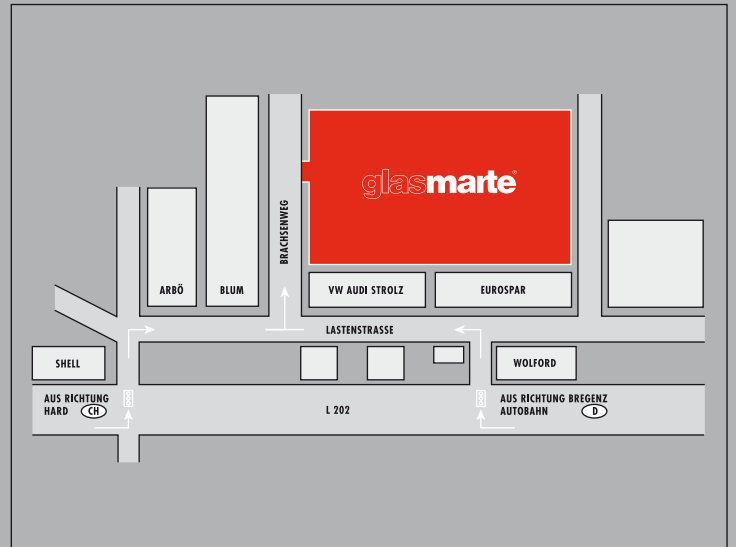 glasmarte®
BRACHSENWEG
ARBÖ
BLUM
VW AUDI STROLZ
EUROSPAR
LASTENSTRASSE
SHELL
WOLFORD
AUS RICHTUNG
HARD CH
L 202
AUS RICHTUNG BREGENZ
AUTOBAHN D